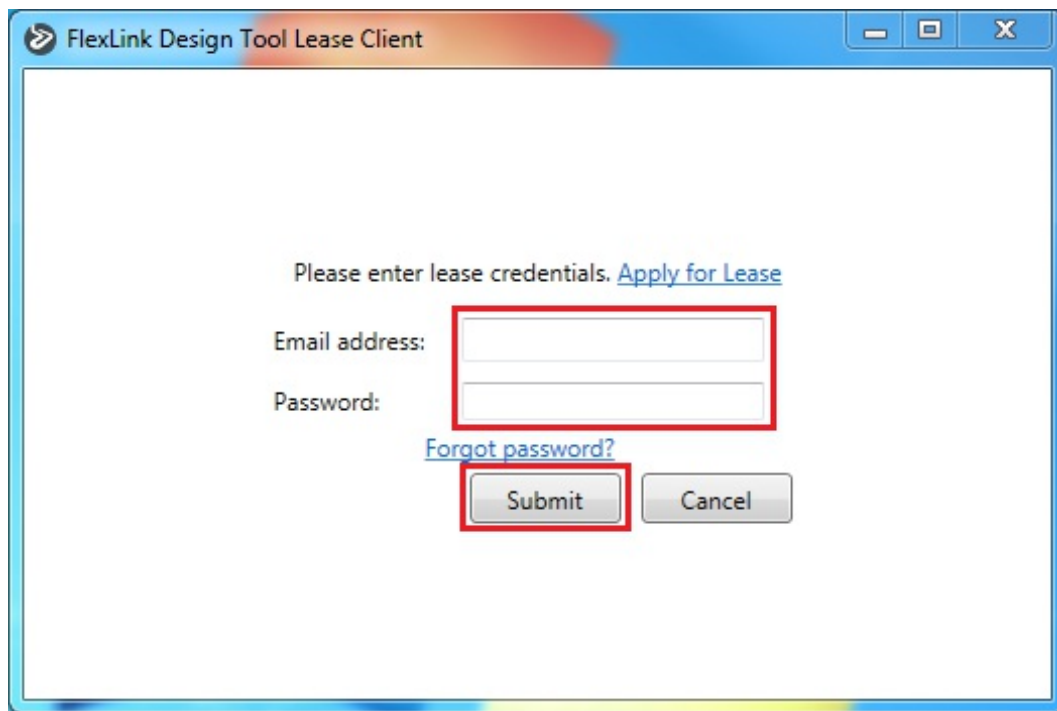 FlexLink Design Tool Lease Client
Please enter lease credentials. Apply for Lease
Email address:
Password:
Forgot password?
Submit Cancel